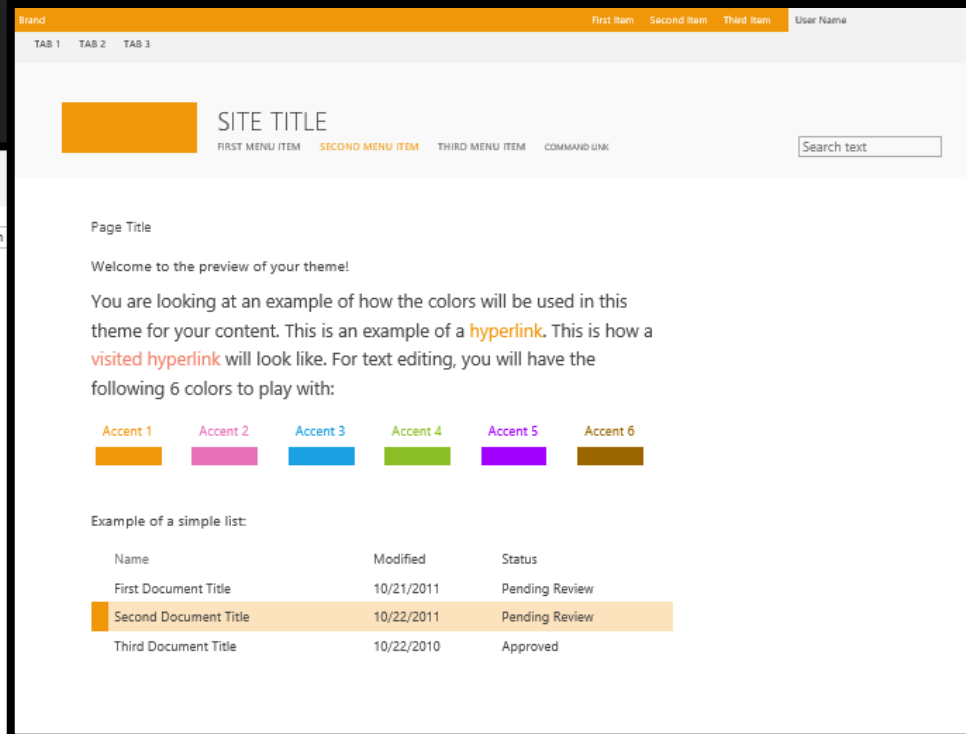 Brand First Item Second Item Third Item User Name
TAB 1 TAB 2 TAB 3
SITE TITLE
FIRST MENU ITEM SECOND MENU ITEM THIRD MENU ITEM COMMAND LINK
Search text
Page Title
Welcome to the preview of your theme!
You are looking at an example of how the colors will be used in this
theme for your content. This is an example of a hyperlink. This is how a
visited hyperlink will look like. For text editing, you will have the
following 6 colors to play with:
Accent 1 Accent 2 Accent 3 Accent 4 Accent 5 Accent 6
Example of a simple list:
Name Modified Status
First Document Title 10/21/2011 Pending Review
Second Document Title 10/22/2011 Pending Review
Third Document Title 10/22/2010 Approved